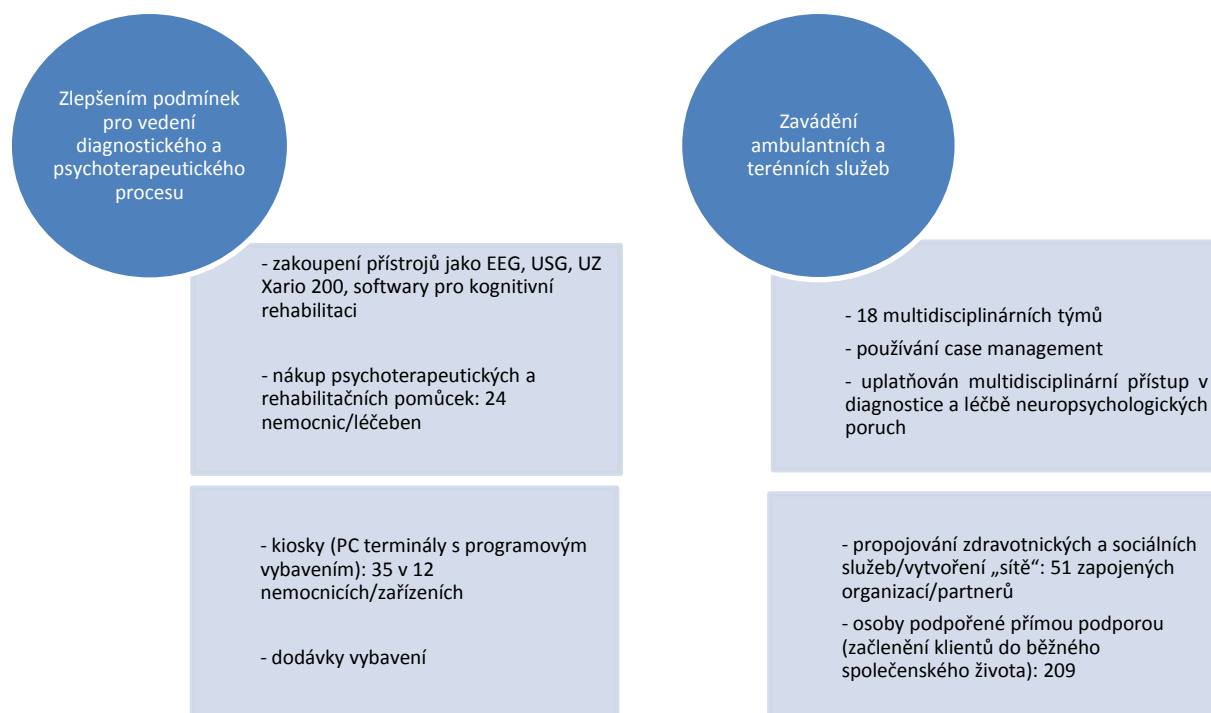 Zlepšením podmínek
pro vedení
diagnostického a
psychoterapeutického
procesu
- zakoupení přístrojů jako EEG, USG, UZ
Xario 200, softwary pro kognitivní
rehabilitaci
- nákup psychoterapeutických a
rehabilitačních pomůcek: 24
nemocnic/léčeben
- kiosky (PC terminály s programovým
vybavením): 35 v 12
nemocnicích/zařízeních
- dodávky vybavení
Zavádění
ambulantních a
terénních služeb
- 18 multidisciplinárních týmů
- používání case management
- uplatňován multidisciplinární přístup v
diagnostice a léčbě neuropsychologických
poruch
- propojování zdravotnických a sociálních
služeb/vytvoření „sítě“: 51 zapojených
organizací/partnerů
- osoby podpořené přímou podporou
(začlenění klientů do běžného
společenského života): 209